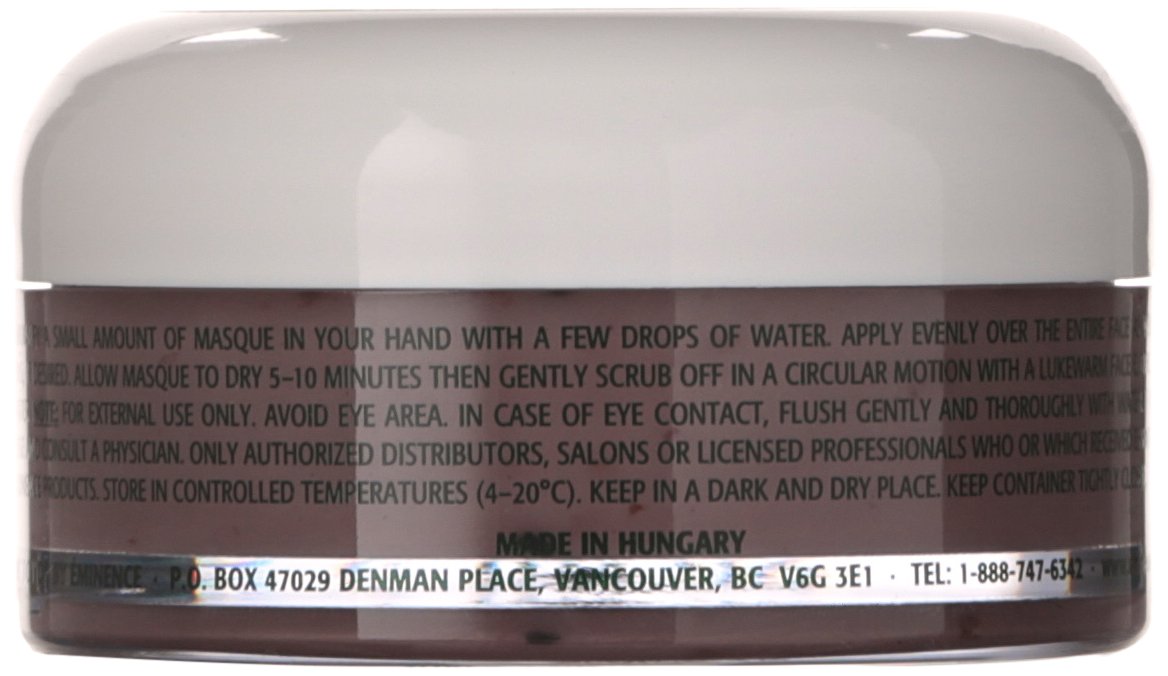 A SMALL AMOUNT OF MASQUE IN YOUR HAND WITH A FEW DROPS OF WATER. APPLY EVENLY OVER THE ENTIRE FACE
DESIRED. ALLOW MASQUE TO DRY 5–10 MINUTES THEN GENTLY SCRUB OFF IN A CIRCULAR MOTION WITH A LUKEWARM
NOTE: FOR EXTERNAL USE ONLY. AVOID EYE AREA. IN CASE OF EYE CONTACT, FLUSH GENTLY AND THOROUGHLY WITH
CONSULT A PHYSICIAN. ONLY AUTHORIZED DISTRIBUTORS, SALONS OR LICENSED PROFESSIONALS WHO OR WHICH RECEIVED
PRODUCTS. STORE IN CONTROLLED TEMPERATURES (4–20°C). KEEP IN A DARK AND DRY PLACE. KEEP CONTAINER TIGHTLY
MADE IN HUNGARY
BY EMINENCE · P.O. BOX 47029 DENMAN PLACE, VANCOUVER, BC V6G 3E1 · TEL: 1-888-747-6342 ·